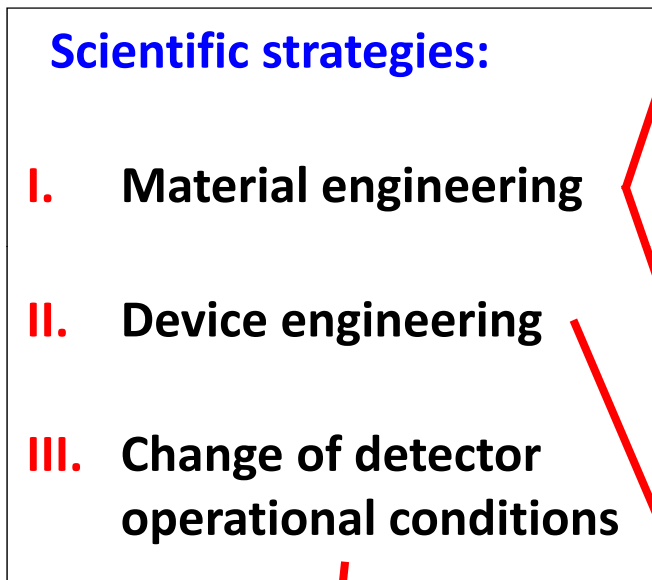 Scientific strategies:
I. Material engineering
II. Device engineering
III. Change of detector
operational conditions